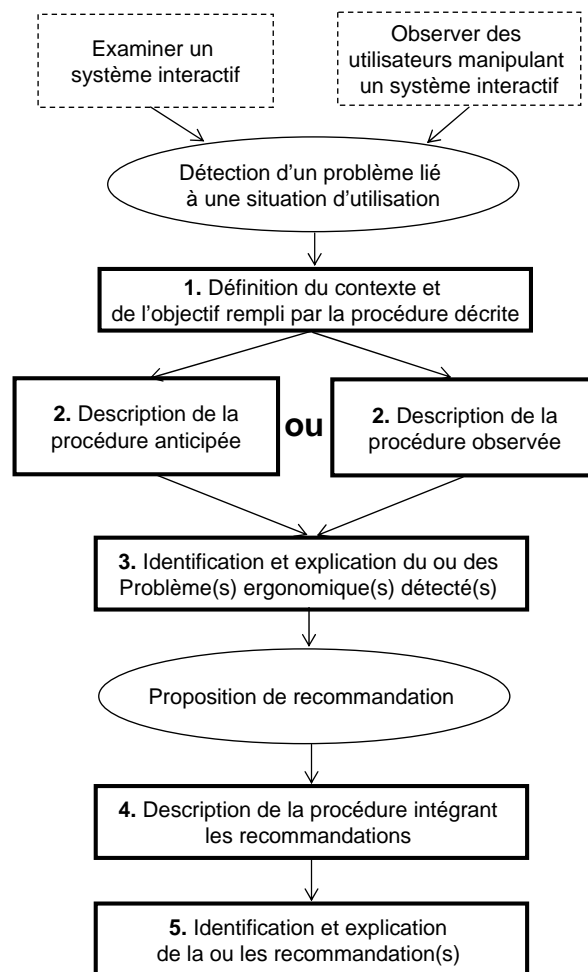 Examiner un
système interactif
Observer des
utilisateurs manipulant
un système interactif
Détection d'un problème lié
à une situation d'utilisation
1. Définition du contexte et
de l'objectif rempli par la procédure décrite
2. Description de la
procédure anticipée
ou
2. Description de la
procédure observée
3. Identification et explication du ou des
Problème(s) ergonomique(s) détecté(s)
Proposition de recommandation
4. Description de la procédure intégrant
les recommandations
5. Identification et explication
de la ou les recommandation(s)